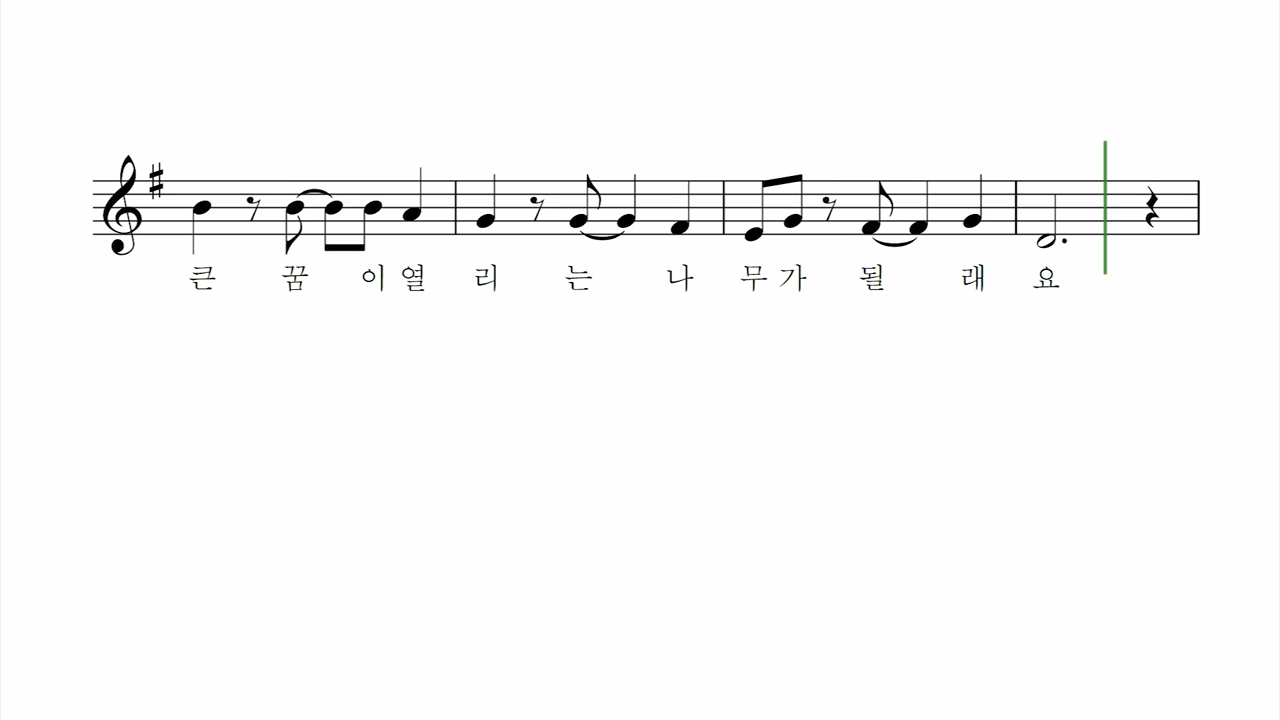 큰 꿈 이 열 리 는 나 무 가 될 래 요